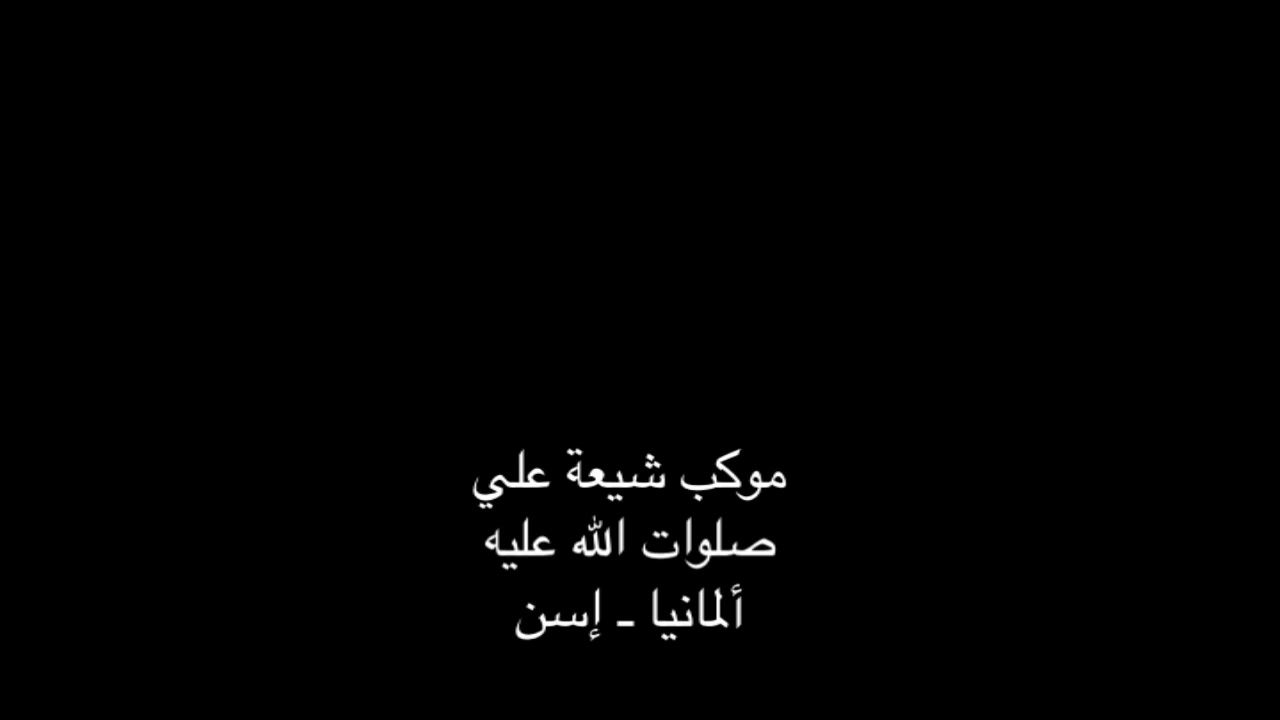 موكب شيعة علي
صلوات الله عليه
ألمانيا - إسن